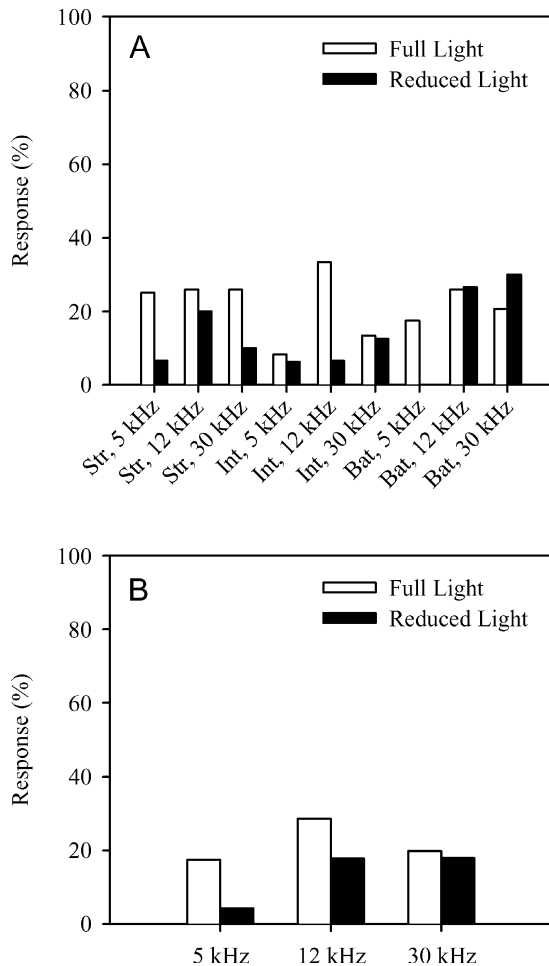 A
Full Light
Reduced Light
Response (%)
100
80
60
40
20
0
Str, 5 kHz
Str, 12 kHz
Str, 30 kHz
Int, 5 kHz
Int, 12 kHz
Int, 30 kHz
Bat, 5 kHz
Bat, 12 kHz
Bat, 30 kHz
B
Full Light
Reduced Light
Response (%)
100
80
60
40
20
0
5 kHz
12 kHz
30 kHz